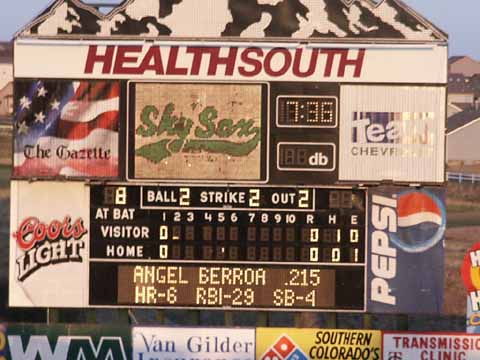 HEALTHSOUTH
The Gazette
Sky Sox
7:36
db
Team
CHEVROLET
8 BALL 2 STRIKE 2 OUT 2
AT BAT 1 2 3 4 5 6 7 8 9 10 R H E
VISITOR 0 0 1 0
HOME 0 0 0 1
Coors
LIGHT
PEPSI
ANGEL BERROA .215
HR-6 RBI-29 SB-4
WM
Van Gilder
Insurance
SOUTHERN
COLORADO'S
TRANSMISSION
CLINIC